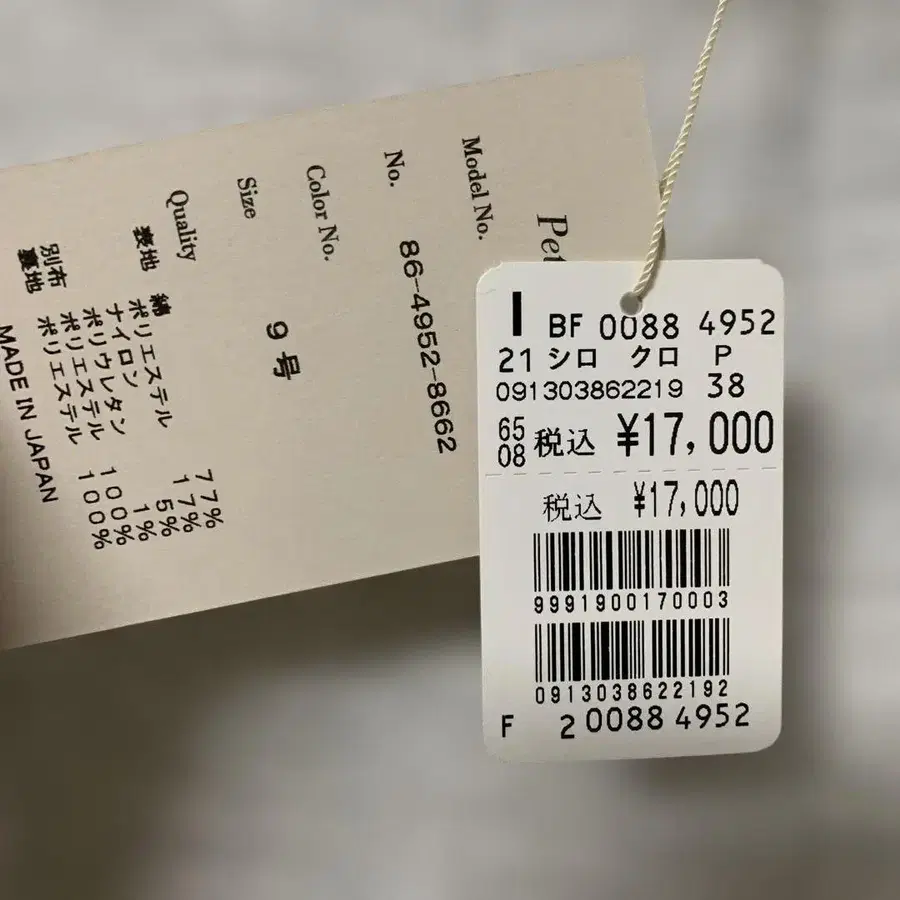 Pet
Model No.
No. 86-4952-8662
Color No.
Size 9号
Quality
表地 綿 77%
ポリエステル 17%
ナイロン 5%
ポリウレタン 1%
別布 ポリエステル 100%
裏地 ポリエステル 100%
MADE IN JAPAN
I BF 0088 4952
21 シロ クロ P
091303862219 38
65
08 税込 ¥17,000
税込 ¥17,000
9991900170003
0913038622192
F 2 0088 4952